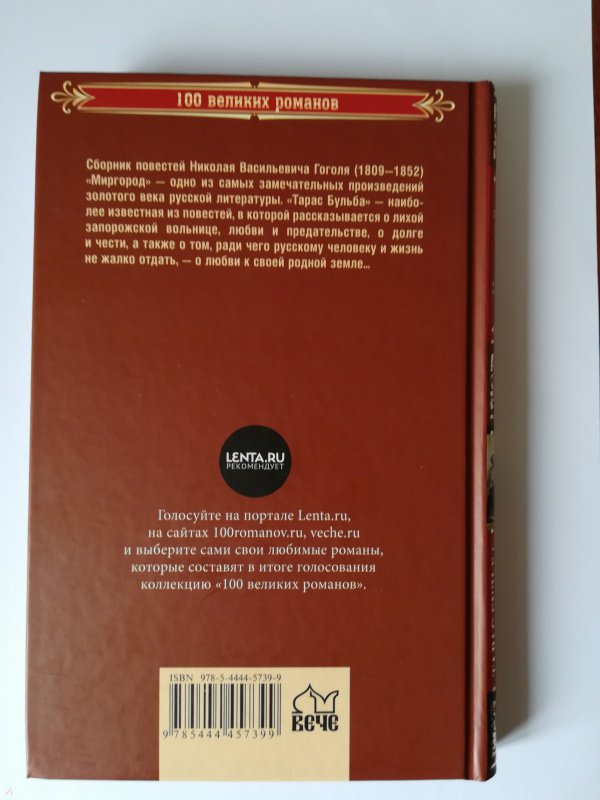 100 великих романов
Сборник повестей Николая Васильевича Гоголя (1809—1852)
«Миргород» — одно из самых замечательных произведений
золотого века русской литературы. «Тарас Бульба» — наибо-
лее известная из повестей, в которой рассказывается о лихой
запорожской вольнице, любви и предательстве, о долге
и чести, а также о том, ради чего русскому человеку и жизнь
не жалко отдать, — о любви к своей родной земле...
LENTA.RU
РЕКОМЕНДУЕТ
Голосуйте на портале Lenta.ru,
на сайтах 100romanov.ru, veche.ru
и выберите сами свои любимые романы,
которые составят в итоге голосования
коллекцию «100 великих романов».
ISBN 978-5-4444-5739-9
9 785444 457399
ВЕЧЕ